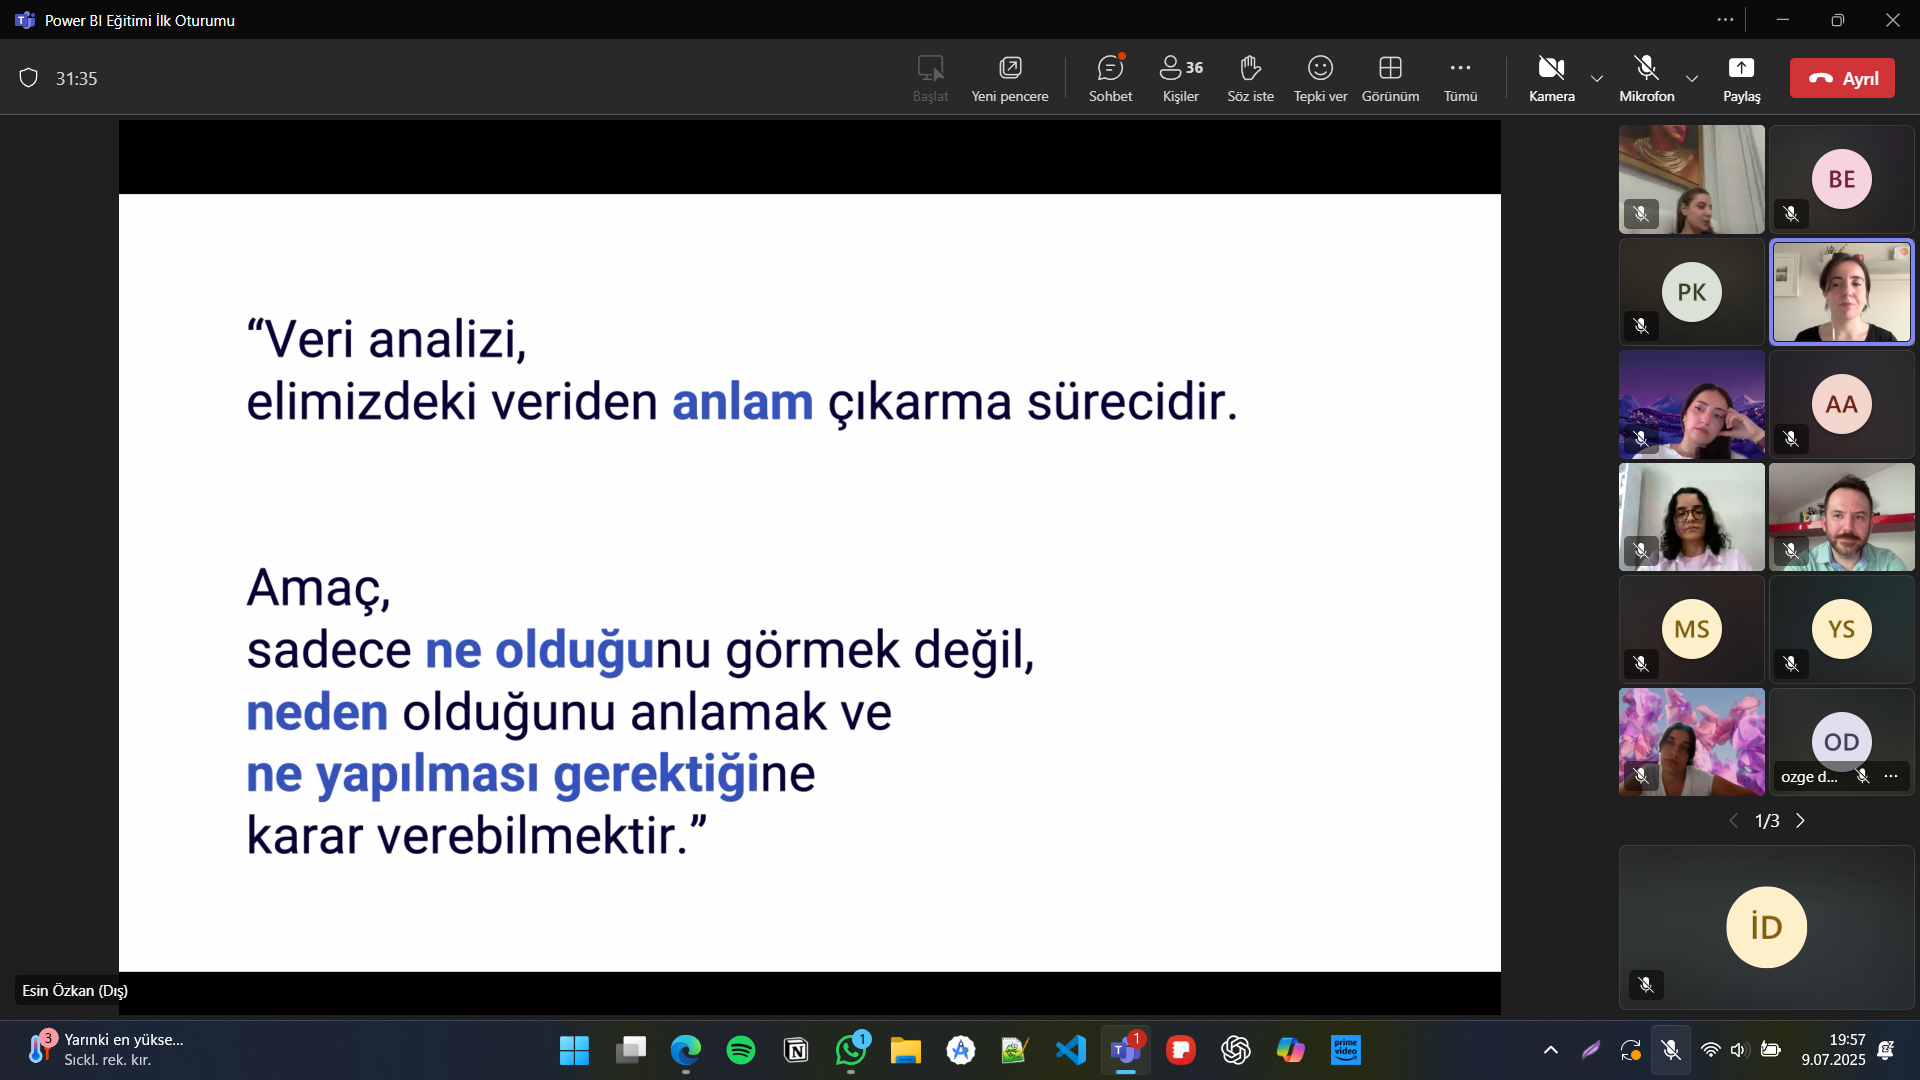 Power BI Eğitimi İlk Oturumu
31:35
Başlat
Yeni pencere
Sohbet
36
Kişiler
Söz iste
Tepki ver
Görünüm
Tümü
Kamera
Mikrofon
Paylaş
Ayrıl
“Veri analizi,
elimizdeki veriden anlam çıkarma sürecidir.
Amaç,
sadece ne olduğunu görmek değil,
neden olduğunu anlamak ve
ne yapılması gerektiğine
karar verebilmektir.”
Esin Özkan (Dış)
BE
PK
AA
MS
YS
OD
ozge d...
1/3
İD
3
Yarınki en yükse...
Sıckl. rek. kır.
1
1
prime
video
19:57
9.07.2025